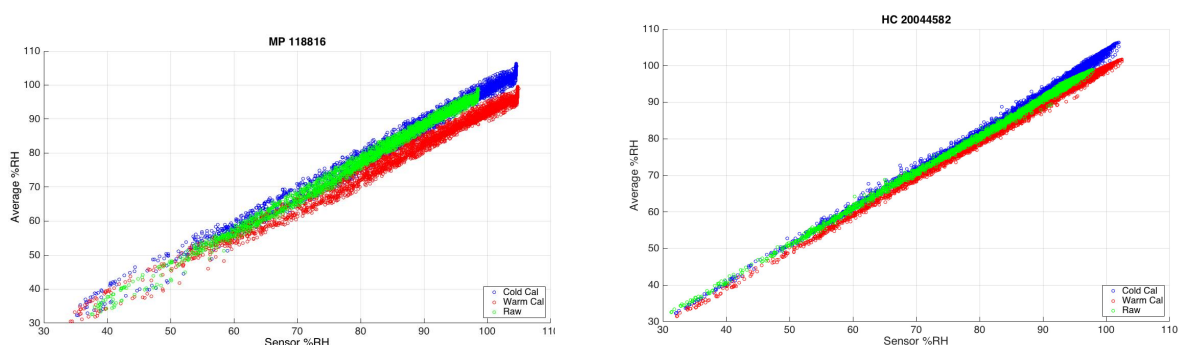 MP 118816
110
100
90
80
70
60
50
40
30
Average %RH
30 40 50 60 70 80 90 100 11
Sensor %RH
Cold Cal
Warm Cal
Raw
HC 20044582
110
100
90
80
70
60
50
40
30
Average %RH
30 40 50 60 70 80 90 100 110
Sensor %RH
Cold Cal
Warm Cal
Raw